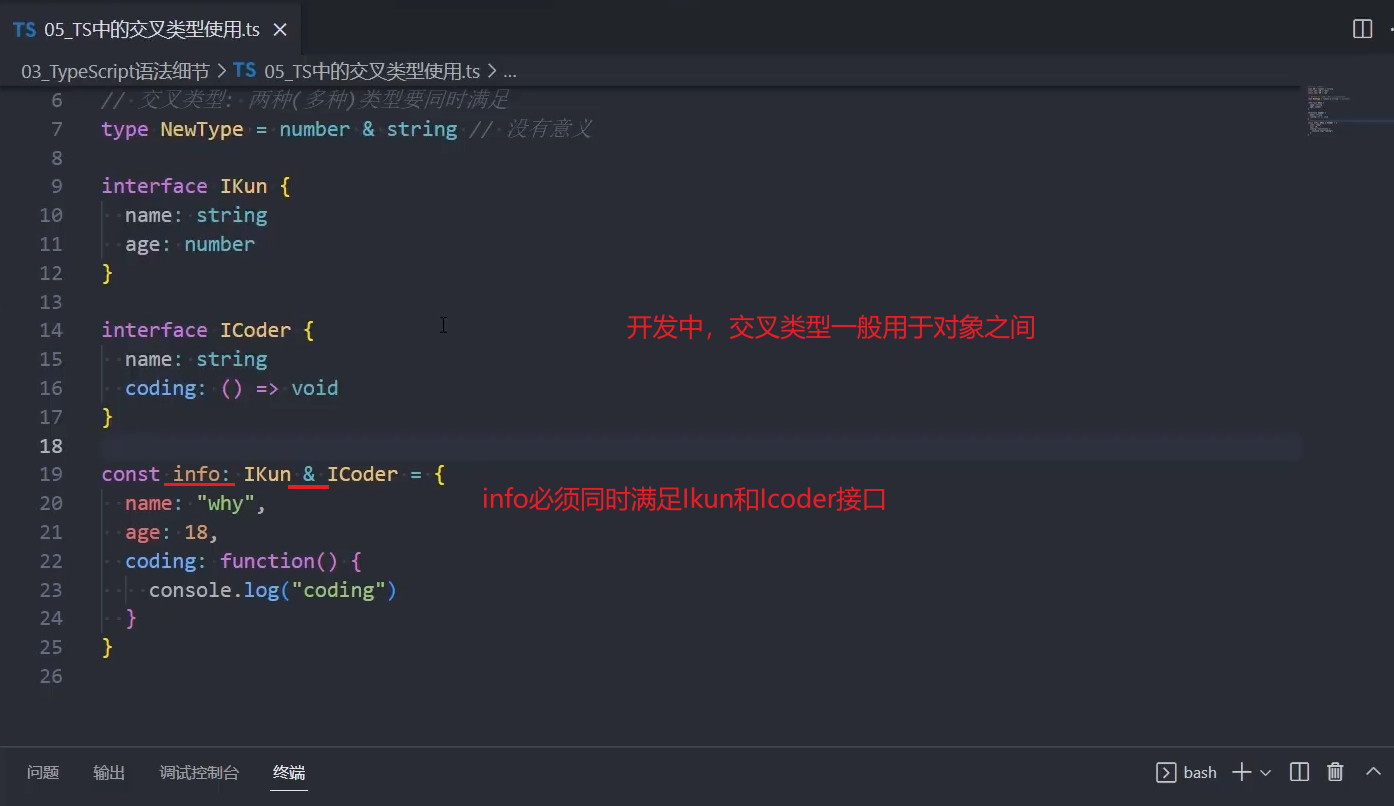 TS 05_TS中的交叉类型使用.ts
03_TypeScript语法细节 > TS 05_TS中的交叉类型使用.ts > ...
6 // 交叉类型: 两种(多种)类型要同时满足
7 type NewType = number & string // 没有意义
8
9 interface IKun {
10 name: string
11 age: number
12 }
13
14 interface ICoder {
开发中，交叉类型一般用于对象之间
15 name: string
16 coding: () => void
17 }
18
19 const info: IKun & ICoder = {
20 name: "why",
info必须同时满足Ikun和Icoder接口
21 age: 18,
22 coding: function() {
23 console.log("coding")
24 }
25 }
26
问题 输出 调试控制台 终端 bash